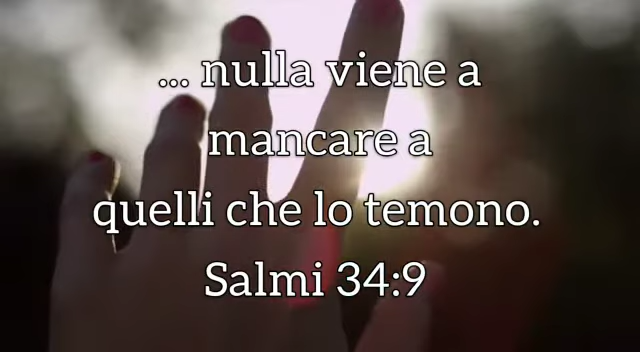 ... nulla viene a
mancare a
quelli che lo temono.
Salmi 34:9